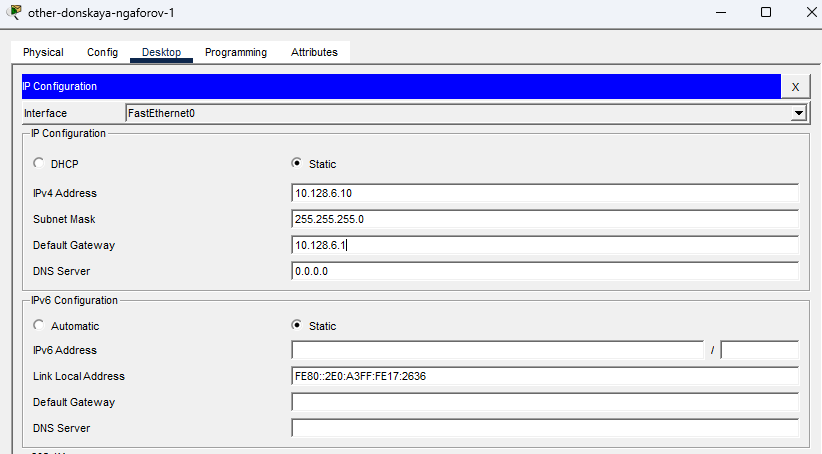 other-donskaya-ngaforov-1
Physical Config Desktop Programming Attributes
IP Configuration X
Interface FastEthernet0
IP Configuration
DHCP Static
IPv4 Address 10.128.6.10
Subnet Mask 255.255.255.0
Default Gateway 10.128.6.1
DNS Server 0.0.0.0
IPv6 Configuration
Automatic Static
IPv6 Address /
Link Local Address FE80::2E0:A3FF:FE17:2636
Default Gateway
DNS Server